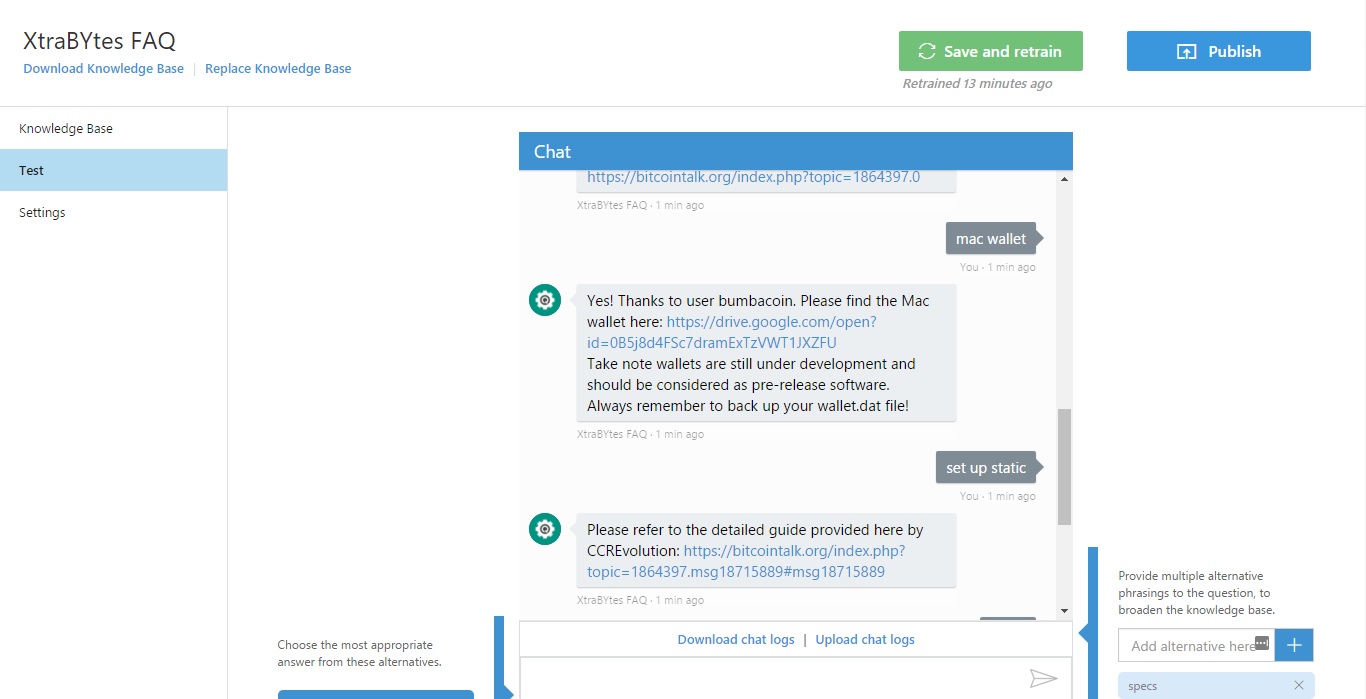 XtraBYtes FAQ
Download Knowledge Base | Replace Knowledge Base
Save and retrain
Publish
Retrained 13 minutes ago
Knowledge Base
Test
Settings
Chat
https://bitcointalk.org/index.php?topic=1864397.0
XtraBYtes FAQ · 1 min ago
mac wallet
You · 1 min ago
Yes! Thanks to user bumbacoin. Please find the Mac
wallet here: https://drive.google.com/open?
id=0B5j8d4FSc7dramExTzVWT1JXZFU
Take note wallets are still under development and
should be considered as pre-release software.
Always remember to back up your wallet.dat file!
XtraBYtes FAQ · 1 min ago
set up static
You · 1 min ago
Please refer to the detailed guide provided here by
CCREvolution: https://bitcointalk.org/index.php?
topic=1864397.msg18715889#msg18715889
XtraBYtes FAQ · 1 min ago
Download chat logs | Upload chat logs
Choose the most appropriate
answer from these alternatives.
Provide multiple alternative
phrasings to the question, to
broaden the knowledge base.
Add alternative here
specs